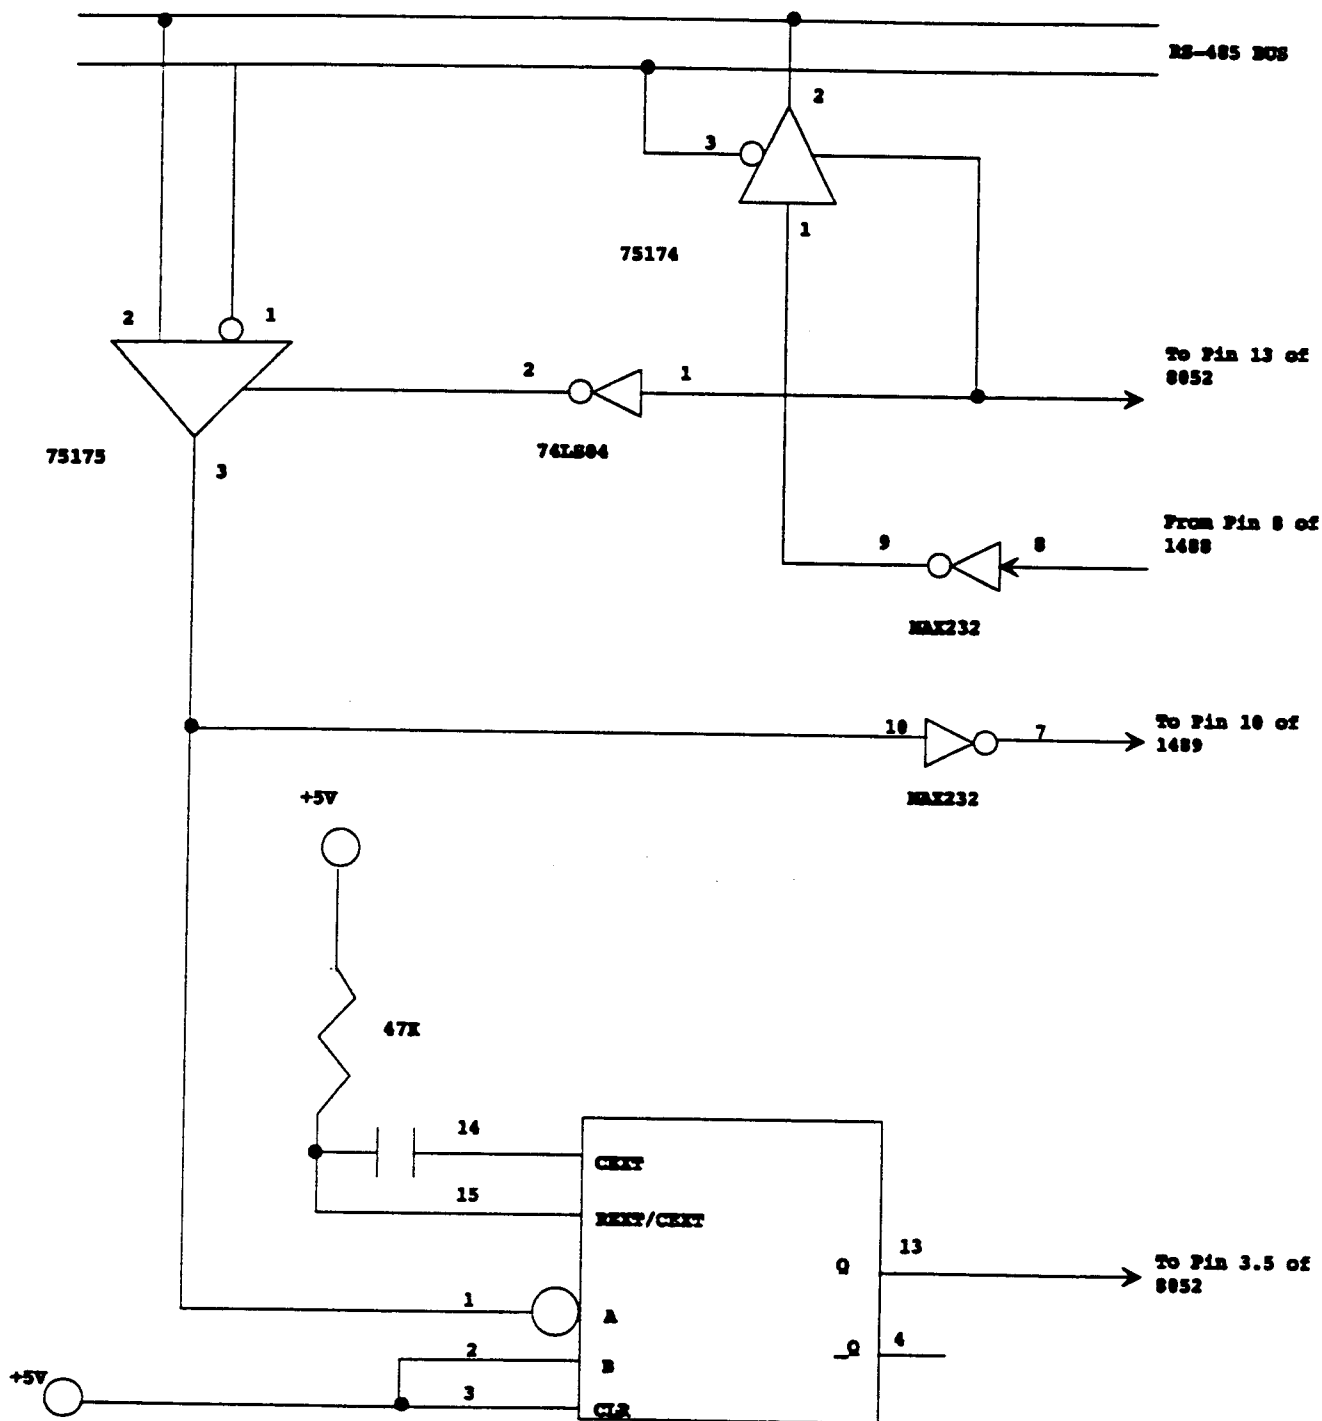 RS-485 BUS
2
3
1
75174
2
1
To Pin 13 of
8052
2
1
75175
3
74LS04
From Pin 8 of
1488
9
8
MAX232
10
7
To Pin 10 of
1489
MAX232
+5V
47K
14
CEXT
15
REXT/CEXT
13
Q
To Pin 3.5 of
8052
1
A
2
B
_Q
4
+5V
3
CLR